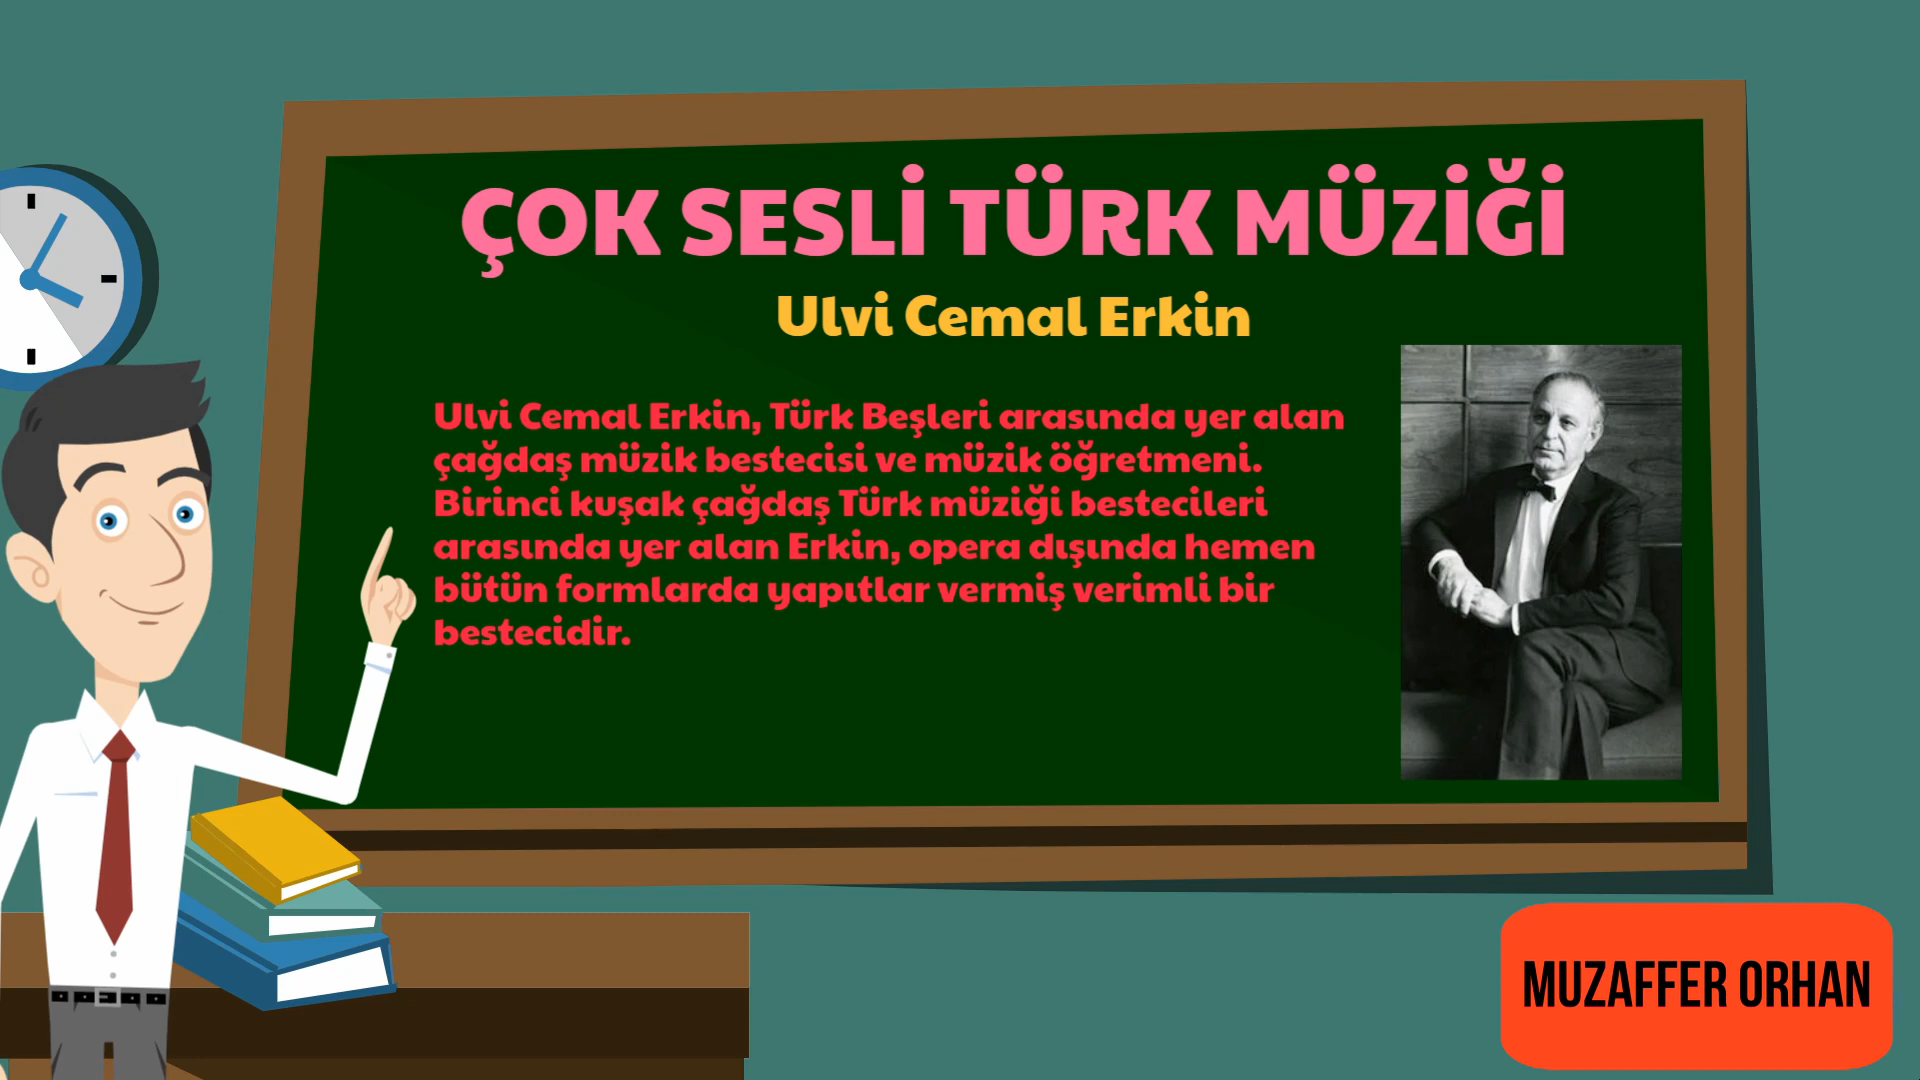 ÇOK SESLİ TÜRK MÜZİĞİ
Ulvi Cemal Erkin
Ulvi Cemal Erkin, Türk Beşleri arasında yer alan
çağdaş müzik bestecisi ve müzik öğretmeni.
Birinci kuşak çağdaş Türk müziği bestecileri
arasında yer alan Erkin, opera dışında hemen
bütün formlarda yapıtlar vermiş verimli bir
bestecidir.
MUZAFFER ORHAN